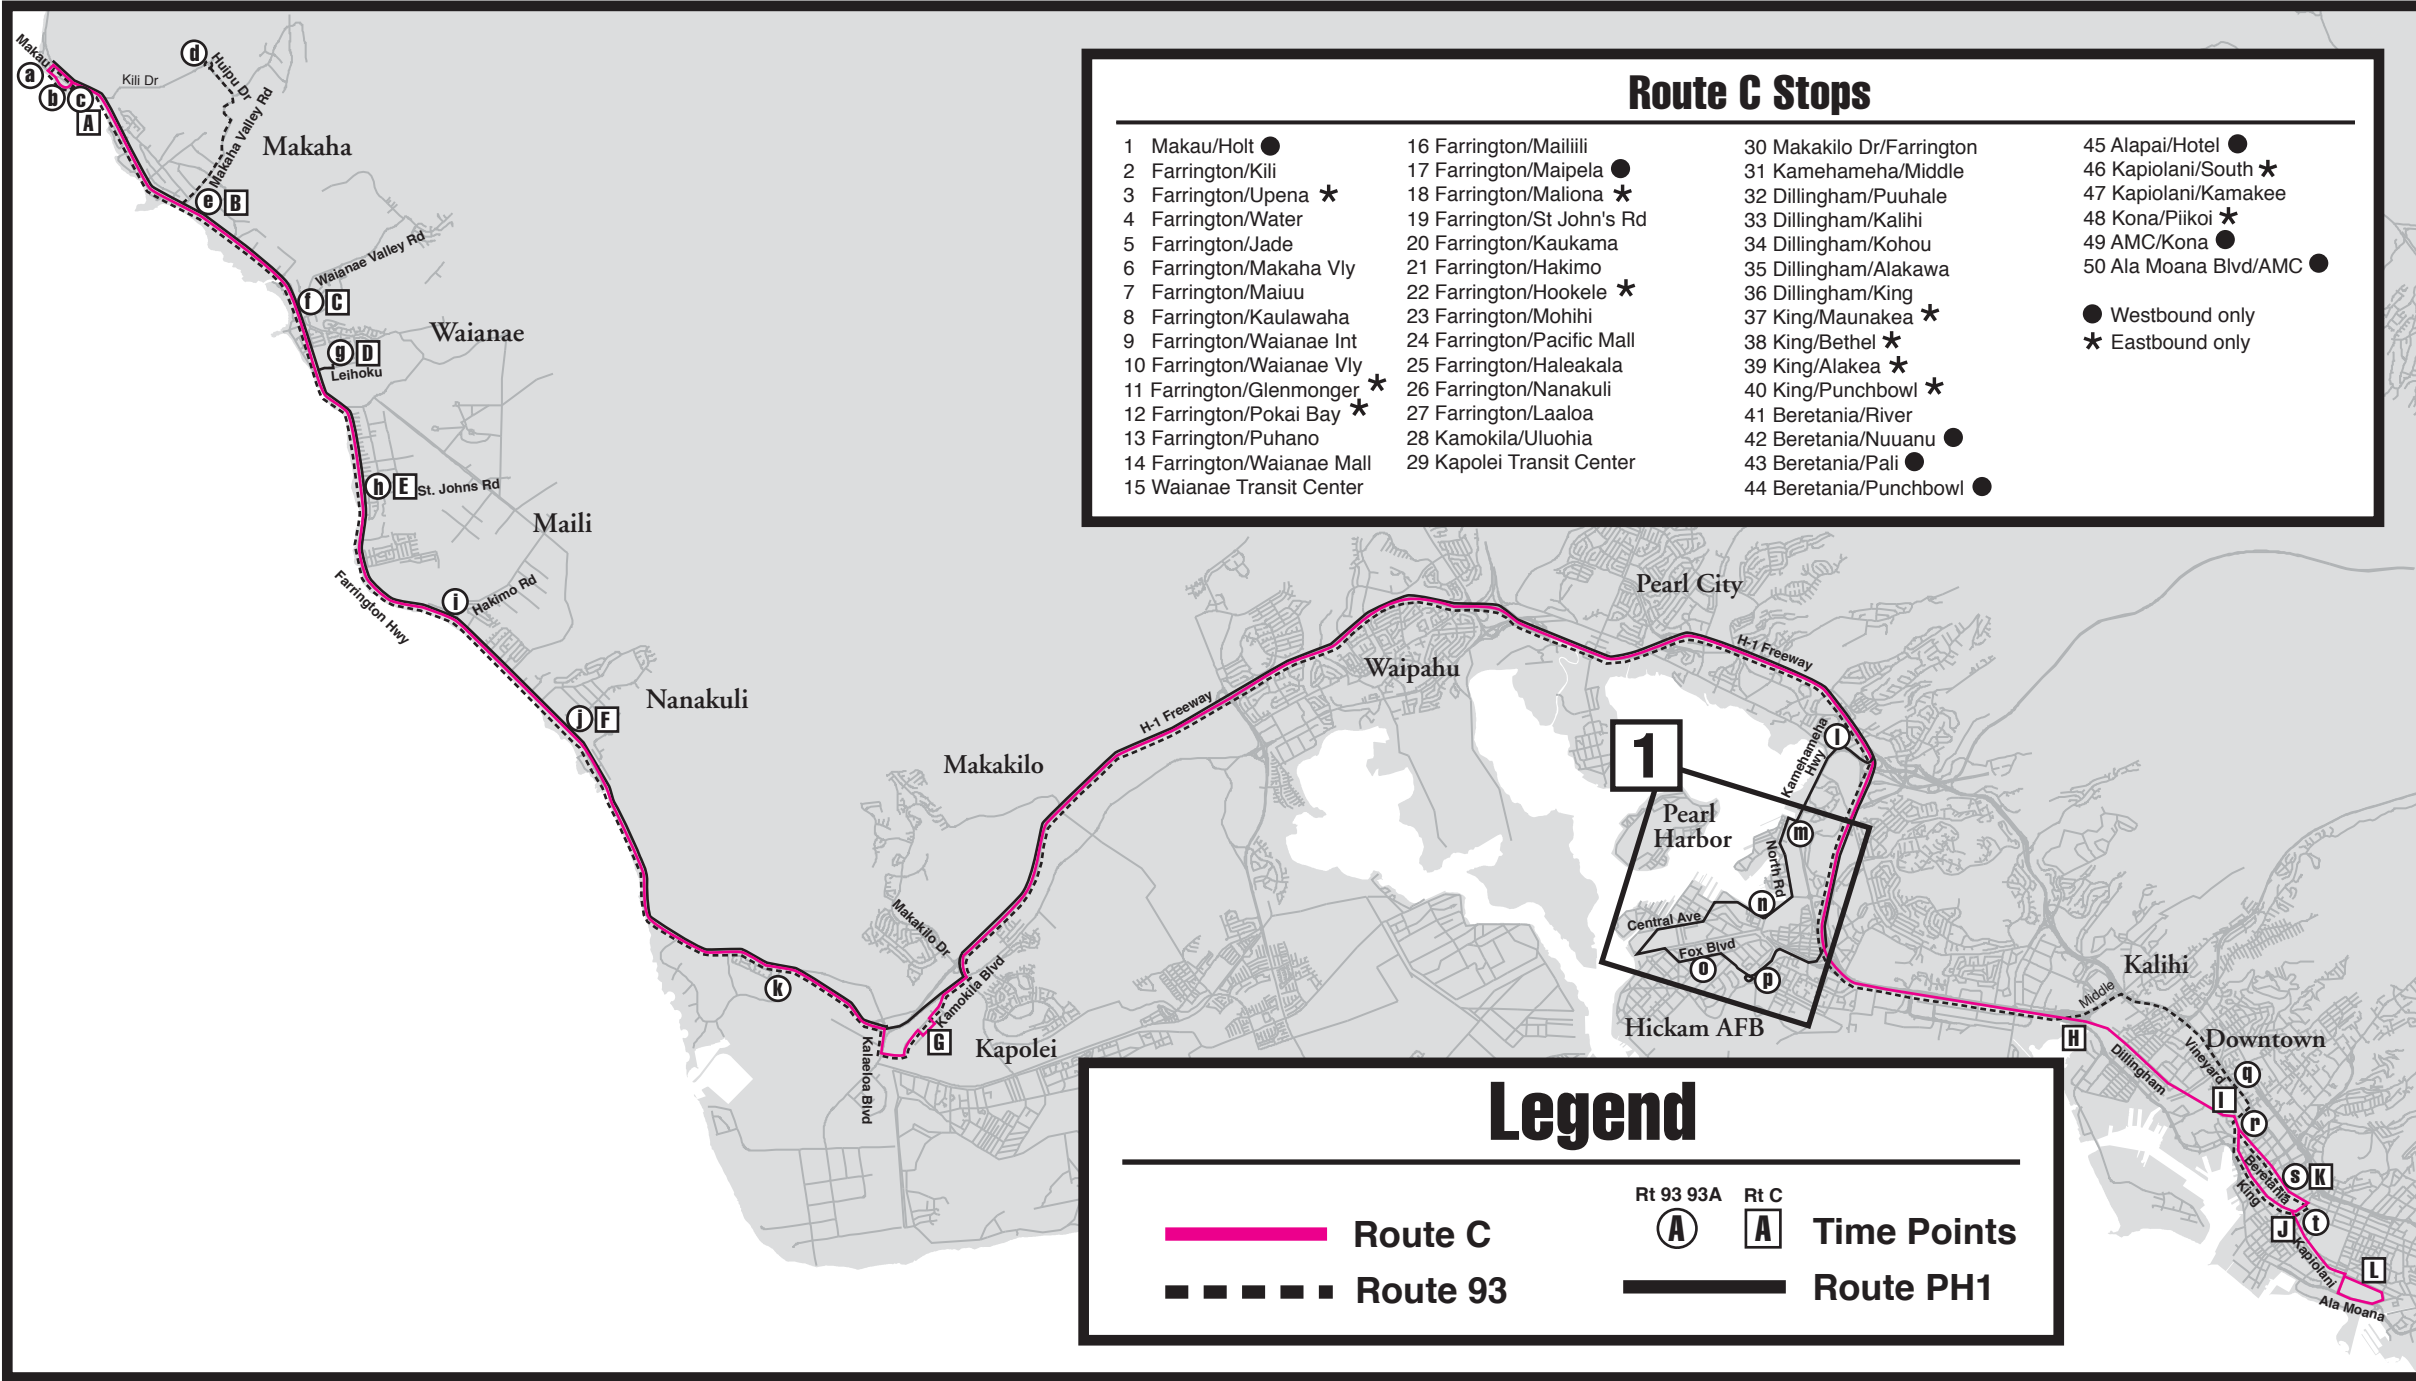 Route C Stops
1 Makau/Holt ●
2 Farrington/Kili
3 Farrington/Upena *
4 Farrington/Water
5 Farrington/Jade
6 Farrington/Makaha Vly
7 Farrington/Maiuu
8 Farrington/Kaulawaha
9 Farrington/Waianae Int
10 Farrington/Waianae Vly
11 Farrington/Glenmonger *
12 Farrington/Pokai Bay *
13 Farrington/Puhano
14 Farrington/Waianae Mall
15 Waianae Transit Center
16 Farrington/Mailiili
17 Farrington/Maipela ●
18 Farrington/Maliona *
19 Farrington/St John's Rd
20 Farrington/Kaukama
21 Farrington/Hakimo
22 Farrington/Hookele *
23 Farrington/Mohihi
24 Farrington/Pacific Mall
25 Farrington/Haleakala
26 Farrington/Nanakuli
27 Farrington/Laaloa
28 Kamokila/Uluohia
29 Kapolei Transit Center
30 Makakilo Dr/Farrington
31 Kamehameha/Middle
32 Dillingham/Puuhale
33 Dillingham/Kalihi
34 Dillingham/Kohou
35 Dillingham/Alakawa
36 Dillingham/King
37 King/Maunakea *
38 King/Bethel *
39 King/Alakea *
40 King/Punchbowl *
41 Beretania/River
42 Beretania/Nuuanu ●
43 Beretania/Pali ●
44 Beretania/Punchbowl ●
45 Alapai/Hotel ●
46 Kapiolani/South *
47 Kapiolani/Kamakee
48 Kona/Piikoi *
49 AMC/Kona ●
50 Ala Moana Blvd/AMC ●
● Westbound only
* Eastbound only
Makau
a
b
c
A
Kili Dr
d
Huipu Dr
Makaha Valley Rd
Makaha
e B
Waianae Valley Rd
f C
Waianae
g D
Leihoku
h E
St. Johns Rd
Maili
i
Hakimo Rd
Farrington Hwy
Nanakuli
j F
k
Makakilo
Makakilo Dr
Kamokila Blvd
Kalaeloa Blvd
G
Kapolei
H-1 Freeway
Waipahu
Pearl City
H-1 Freeway
l
Kamehameha
Hwy
1
Pearl
Harbor
m
North Rd
n
Central Ave
Fox Blvd
o
p
Hickam AFB
Kalihi
Middle
H
Dillingham
Downtown
Vineyard
q
I
r
Beretania
s K
King
J
t
Kapiolani
L
Ala Moana
Legend
Rt 93 93A
Rt C
A
A
Time Points
Route C
Route 93
Route PH1